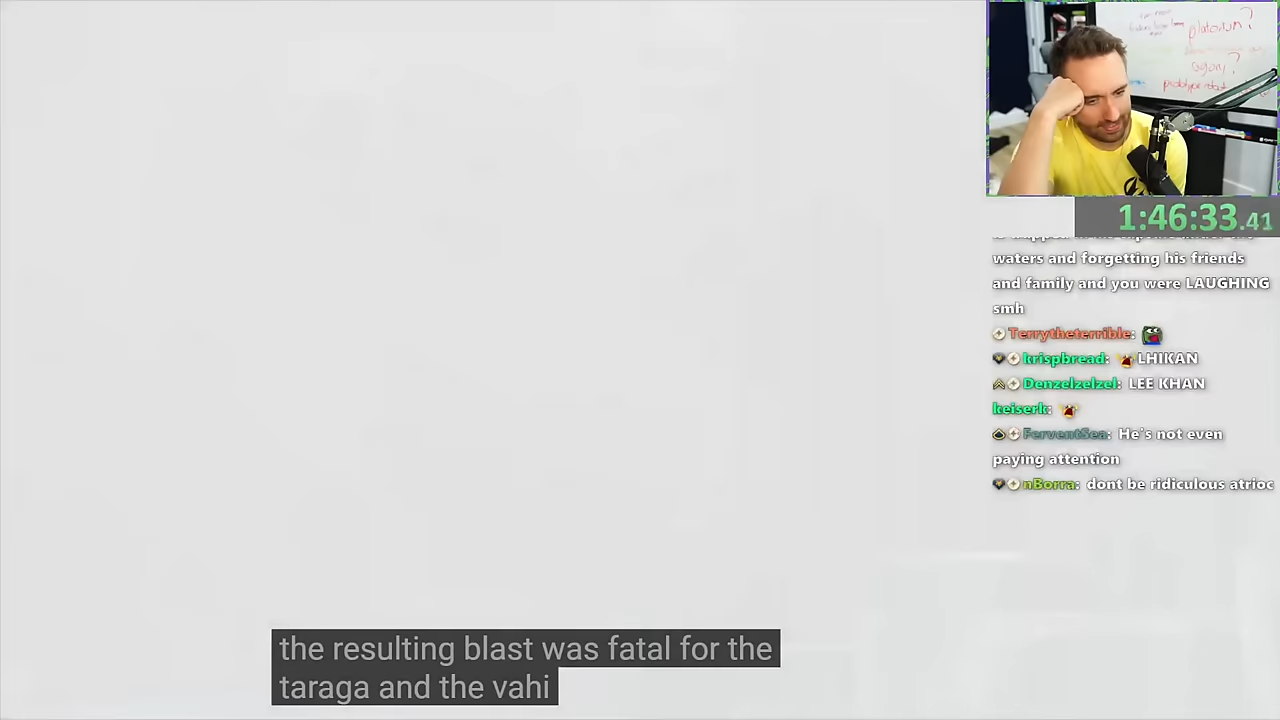 platorium?
1:46:33.41
waters and forgetting his friends
and family and you were LAUGHING
smh
Terrytheterrible:
krispbread: LHIKAN
Denzelzelzel: LEE KHAN
keiserk:
FerventSea: He's not even
paying attention
nBorra: dont be ridiculous atrioc
the resulting blast was fatal for the
taraga and the vahi